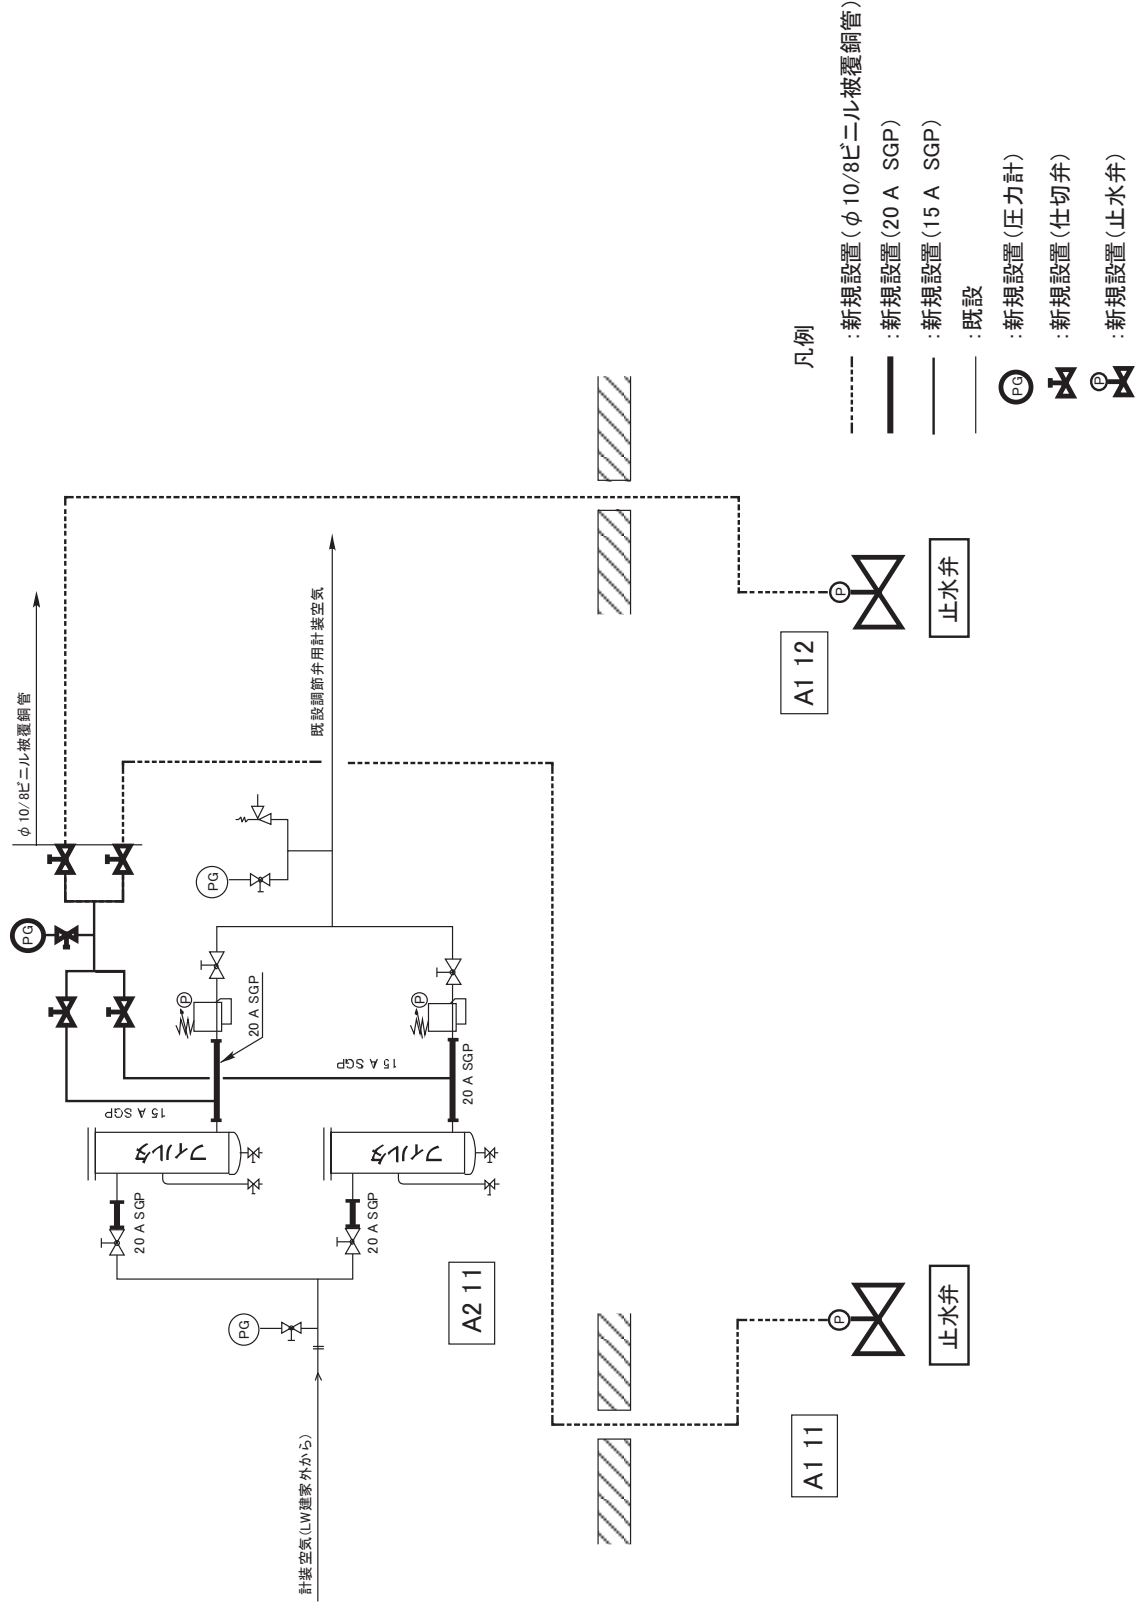 φ10/8ビニル被覆銅管
PG
P
20 A SGP
15 A SGP
15 A SGP
フィルタ
20 A SGP
PG
既設調節弁用計装空気
P
20 A SGP
フィルタ
20 A SGP
PG
計装空気(LW建家外から)
A2 11
P
止水弁
A1 11
P
止水弁
A1 12
凡例
:新規設置(φ10/8ビニル被覆銅管)
:新規設置(20 A SGP)
:新規設置(15 A SGP)
:既設
PG :新規設置(圧力計)
:新規設置(仕切弁)
P :新規設置(止水弁)